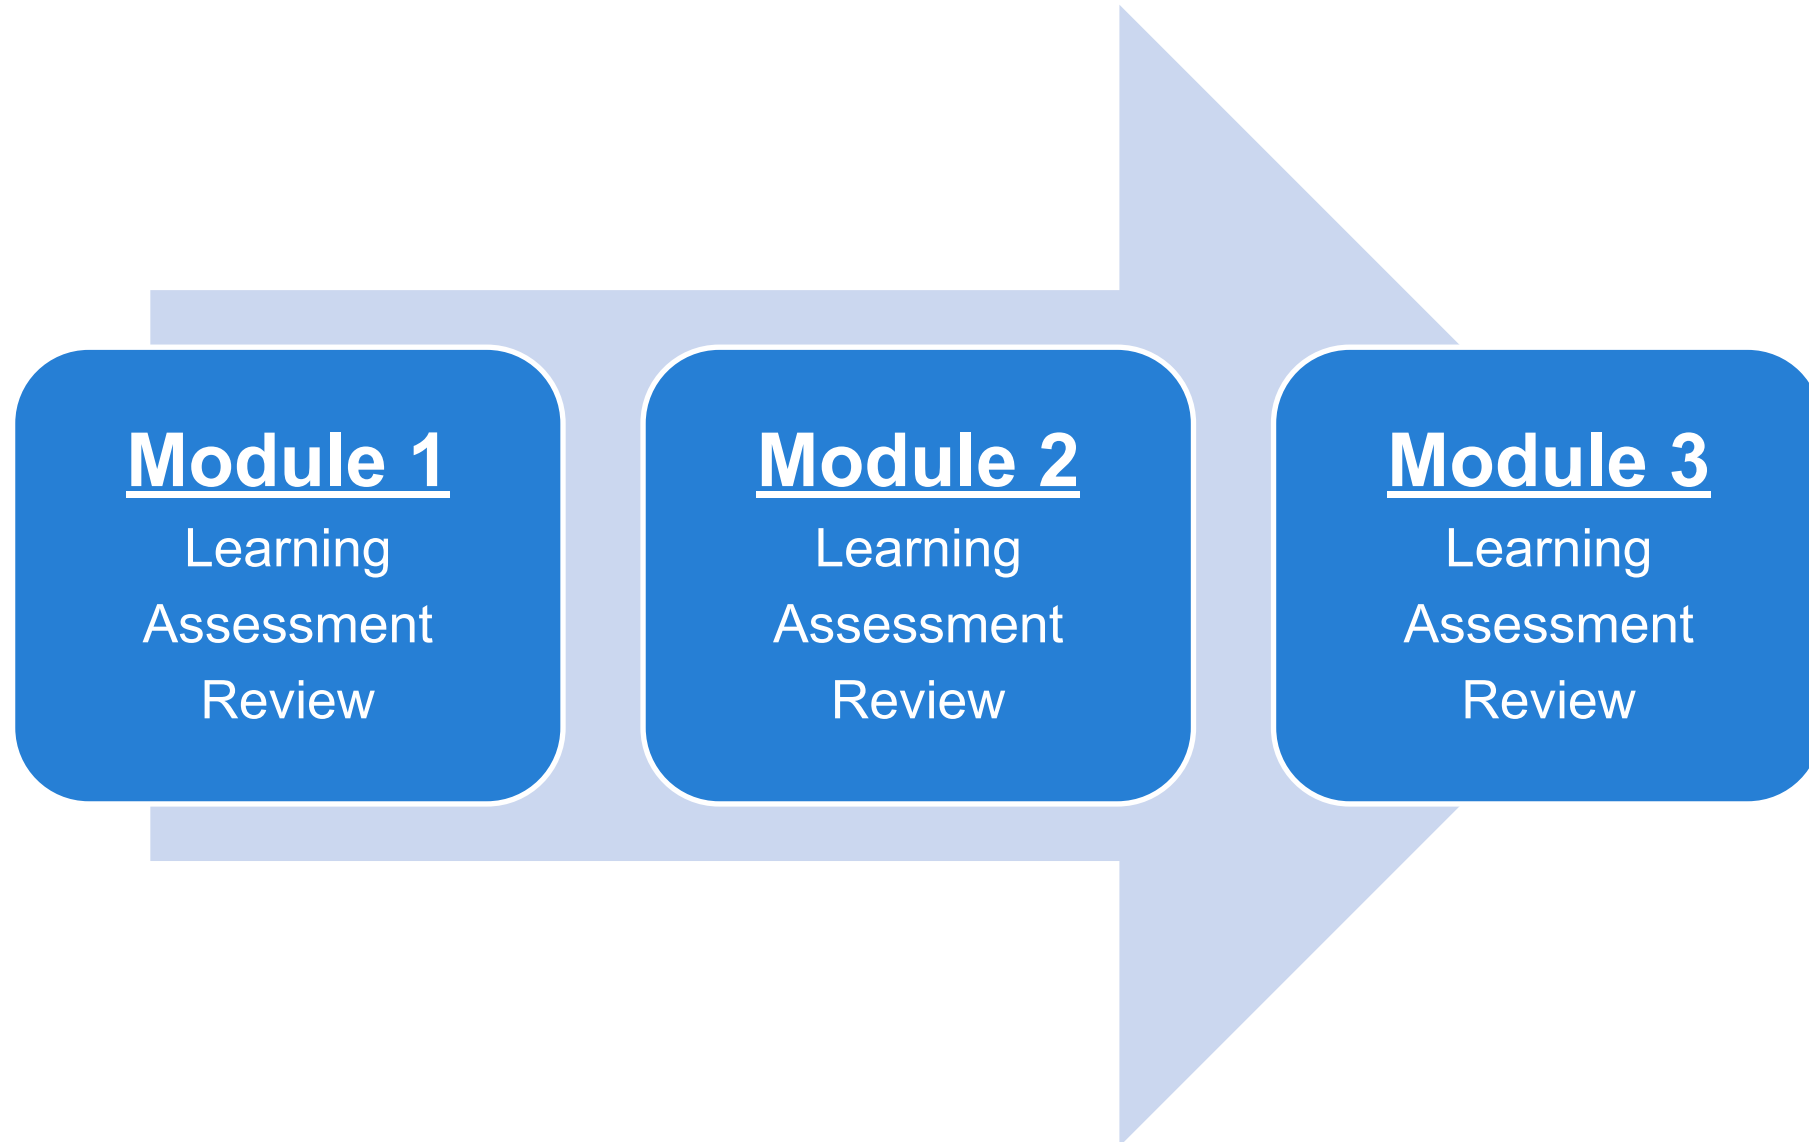 Module 1
Learning
Assessment
Review
Module 2
Learning
Assessment
Review
Module 3
Learning
Assessment
Review